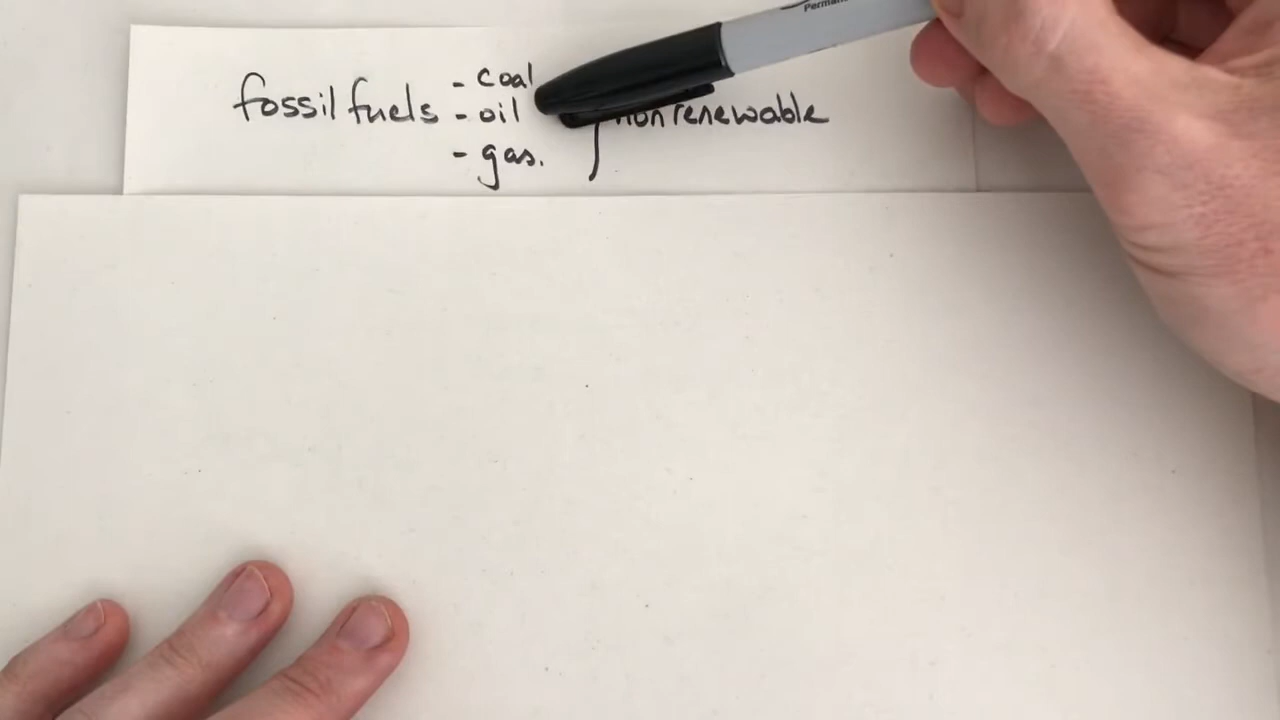 fossil fuels
- coal
- oil
- gas.
nonrenewable